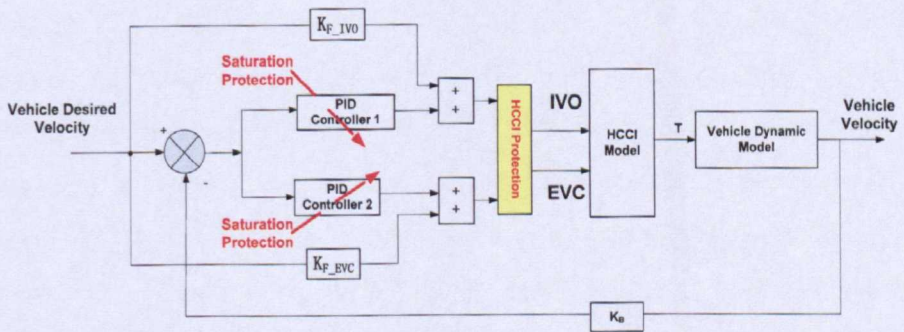 K_F_IVO
Saturation
Protection
Vehicle Desired
Velocity
+
-
PID
Controller 1
+
+
HCCI Protection
IVO
EVC
HCCI
Model
T
Vehicle Dynamic
Model
Vehicle
Velocity
PID
Controller 2
+
+
Saturation
Protection
K_F_EVC
K_B